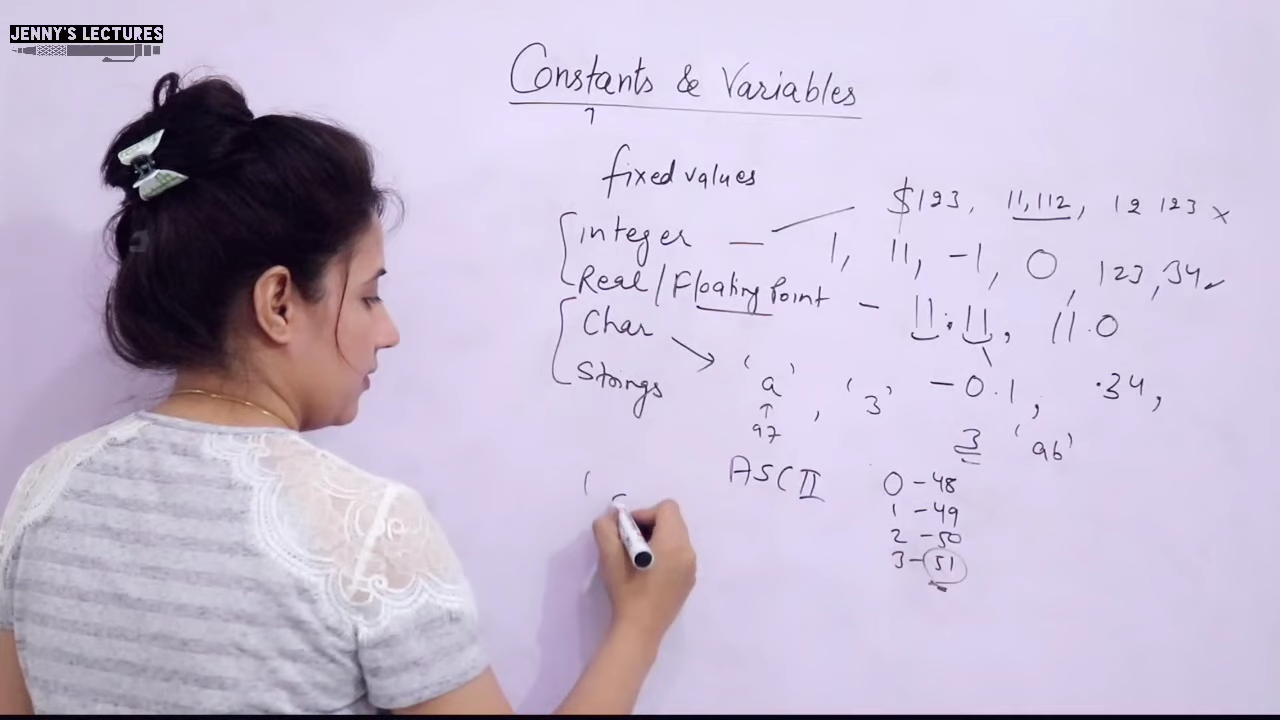 JENNY'S LECTURES
Constants & Variables
fixed values
$123, 11,112, 12 123 x
integer — 1, 11, -1, 0, 123,34
Real/Floating Point - 11.11, 11.0
Char
'a', '3' -0.1, .34,
Strings
97
3 'ab'
ASCII
0-48
1-49
2-50
3-51